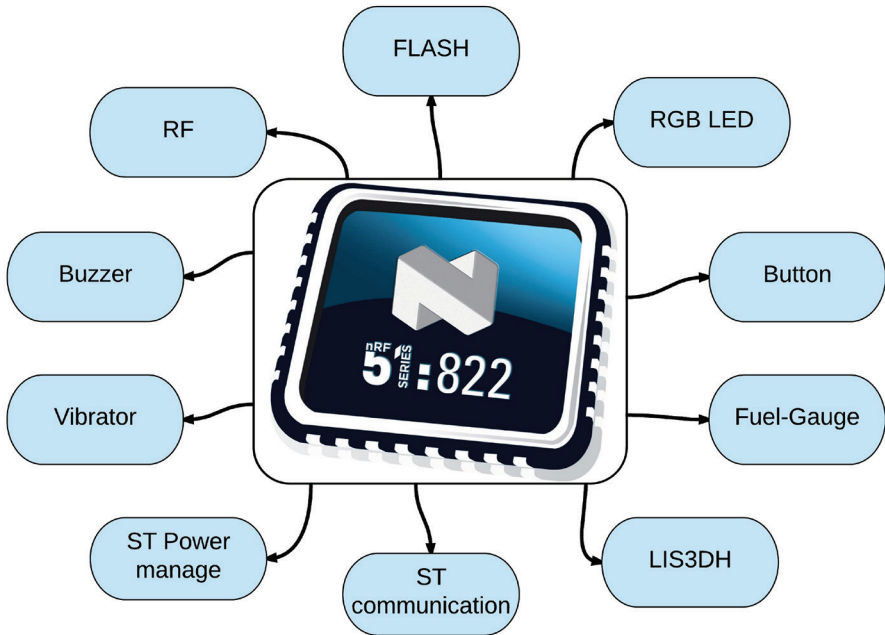 FLASH
RF
RGB LED
Buzzer
Button
nRF
51
SERIES
:822
Vibrator
Fuel-Gauge
ST Power
manage
ST
communication
LIS3DH